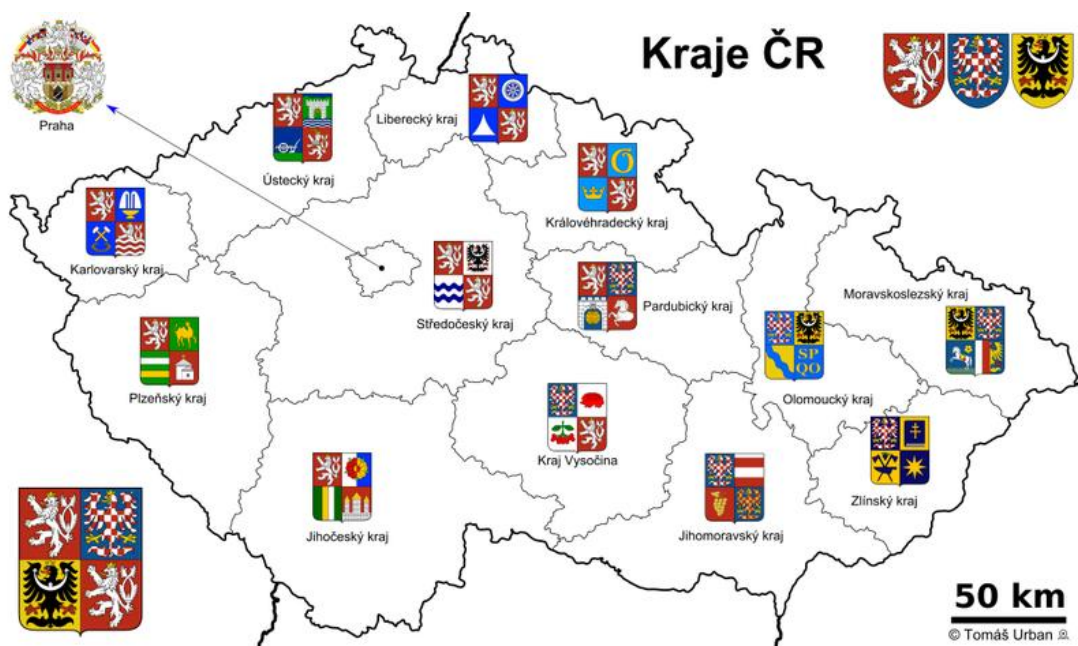 Kraje ČR
Praha
Liberecký kraj
Ústecký kraj
Královéhradecký kraj
Karlovarský kraj
Středočeský kraj
Pardubický kraj
Moravskoslezský kraj
Plzeňský kraj
SP
QO
Olomoucký kraj
Kraj Vysočina
Zlínský kraj
Jihočeský kraj
Jihomoravský kraj
50 km
© Tomáš Urban